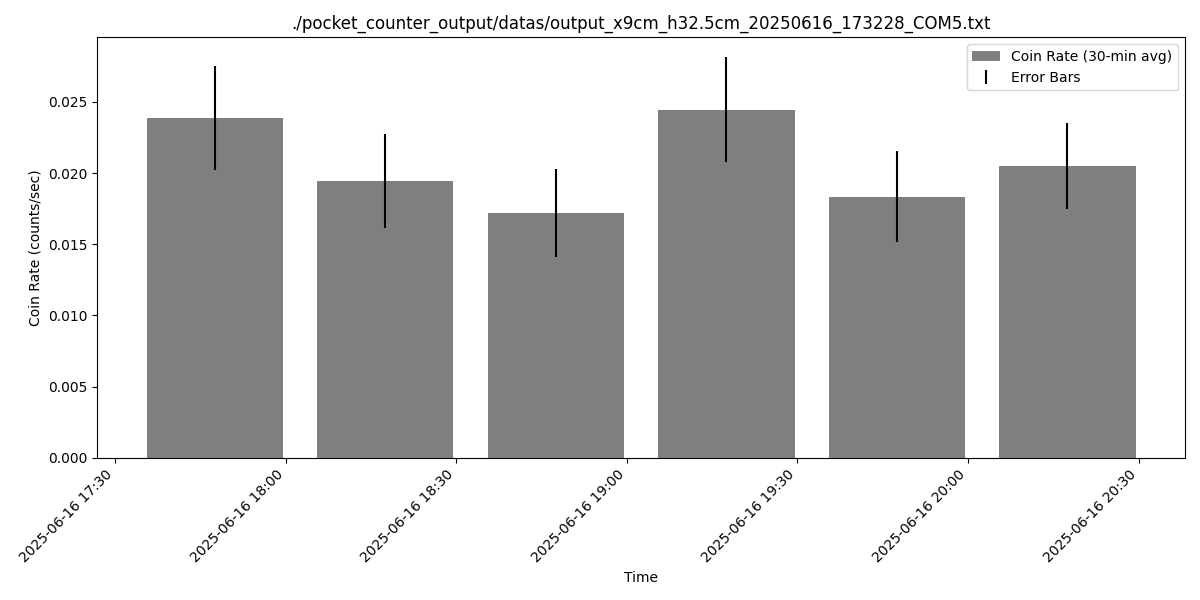 ./pocket_counter_output/datas/output_x9cm_h32.5cm_20250616_173228_COM5.txt
Coin Rate (30-min avg)
Error Bars
Coin Rate (counts/sec)
0.025
0.020
0.015
0.010
0.005
0.000
2025-06-16 17:30
2025-06-16 18:00
2025-06-16 18:30
2025-06-16 19:00
2025-06-16 19:30
2025-06-16 20:00
2025-06-16 20:30
Time